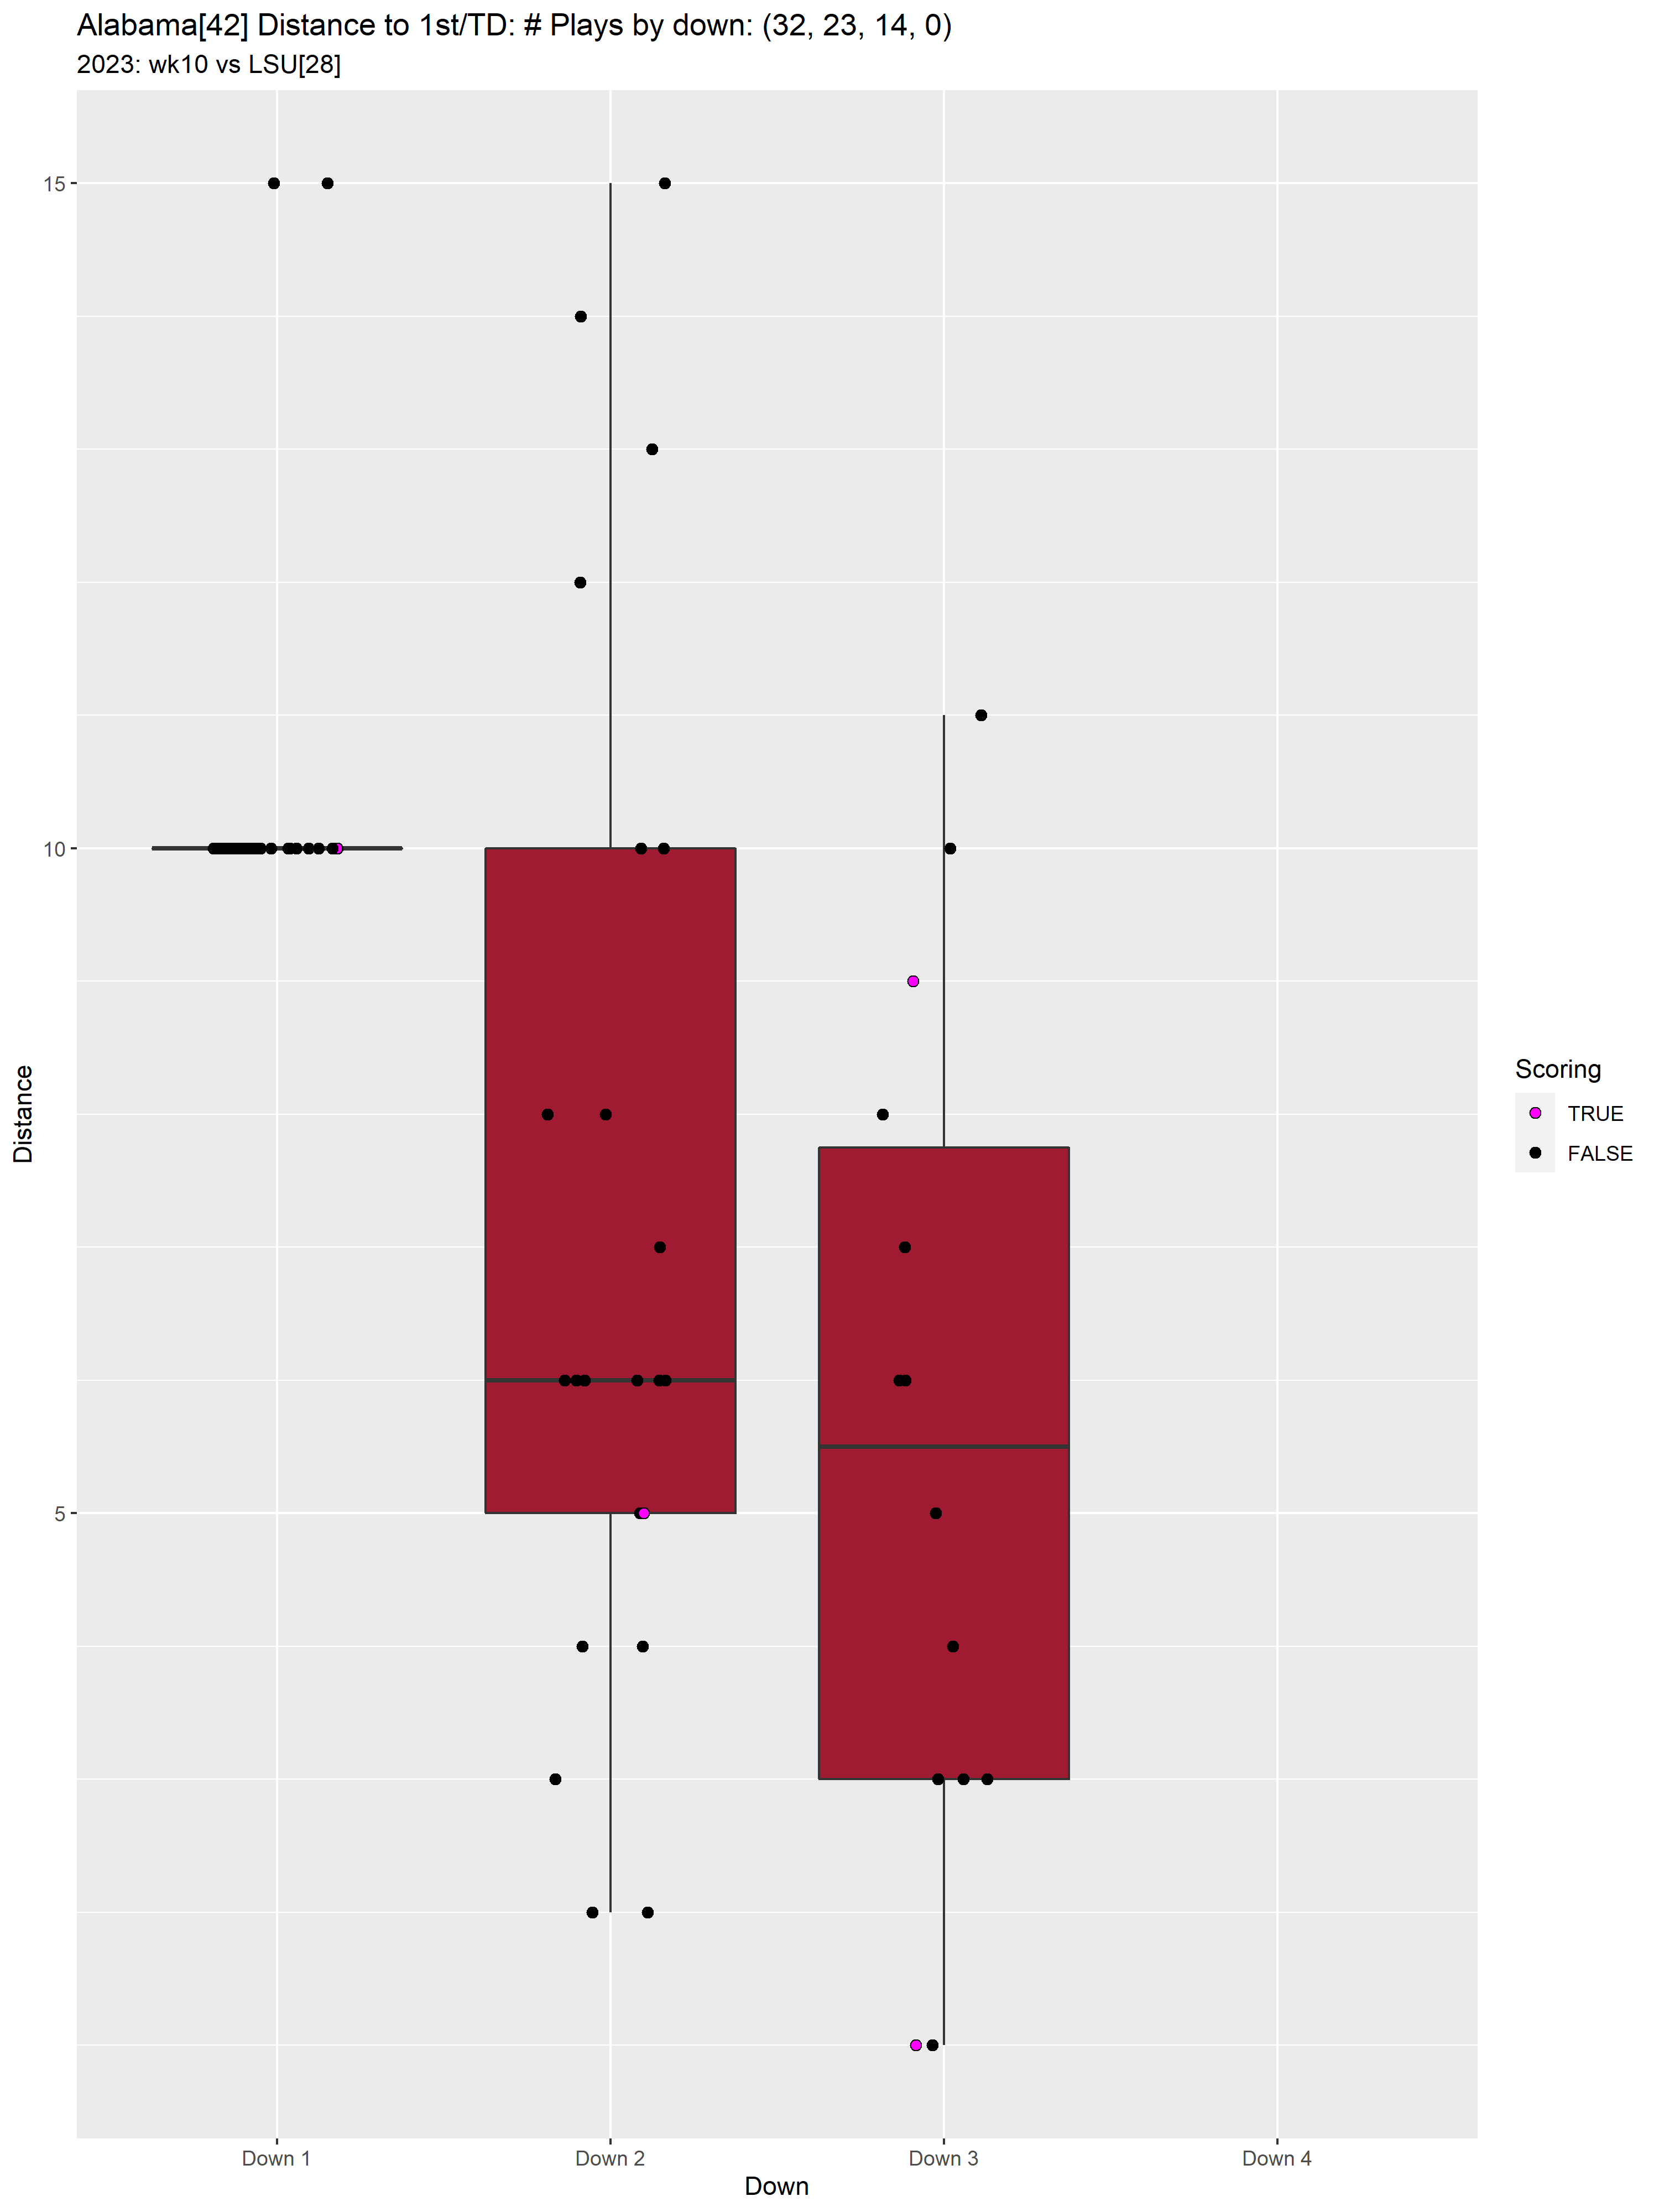 Alabama[42] Distance to 1st/TD: # Plays by down: (32, 23, 14, 0)
2023: wk10 vs LSU[28]
15
10
5
Distance
Down 1
Down 2
Down 3
Down 4
Down
Scoring
TRUE
FALSE